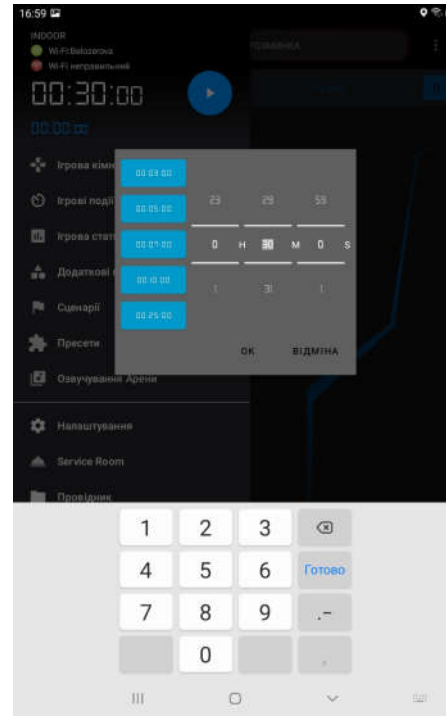 16:59
INDOOR
Wi-Fi:Belozerova
Wi-Fi неправильний
00:30:00
00:00:00
Ігрова кімн
Ігрові події
Ігрова стат
Додаткові
Сценарії
Пресети
Озвучування Арени
Налаштування
Service Room
Провідник
00:03:00
00:05:00
00:07:00
00:10:00
00:25:00
23 29 59
0 H 30 M 0 S
1 31 1
ОК ВІДМІНА
1 2 3
4 5 6 Готово
7 8 9 .-
0 ,